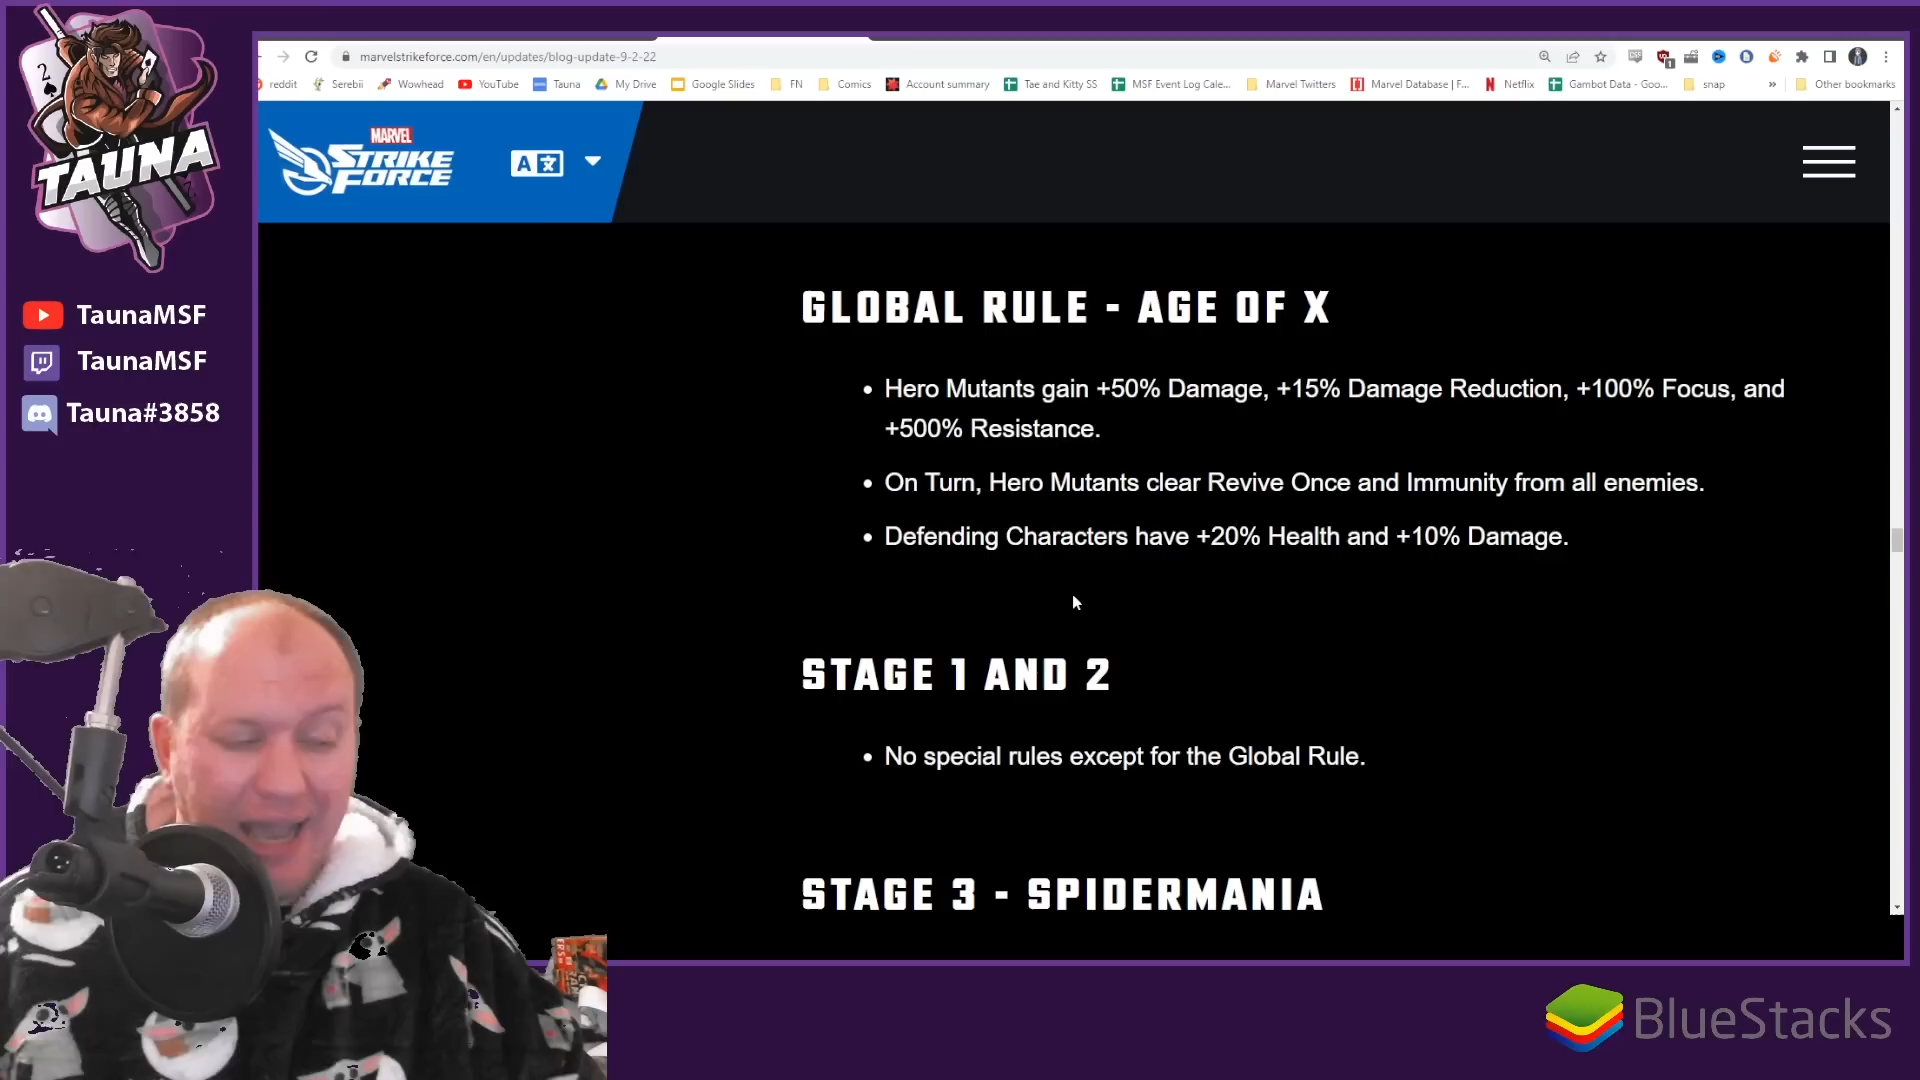 2
TAUNA
TaunaMSF
TaunaMSF
Tauna#3858
marvelstrikeforce.com/en/updates/blog-update-9-2-22
reddit Serebii Wowhead YouTube Tauna My Drive Google Slides FN Comics Account summary Tae and Kitty SS MSF Event Log Cale... Marvel Twitters Marvel Database | F... Netflix Gambot Data - Goo... snap » Other bookmarks
MARVEL
STRIKE
FORCE
A
GLOBAL RULE - AGE OF X
• Hero Mutants gain +50% Damage, +15% Damage Reduction, +100% Focus, and
+500% Resistance.
• On Turn, Hero Mutants clear Revive Once and Immunity from all enemies.
• Defending Characters have +20% Health and +10% Damage.
STAGE 1 AND 2
• No special rules except for the Global Rule.
STAGE 3 - SPIDERMANIA
BlueStacks